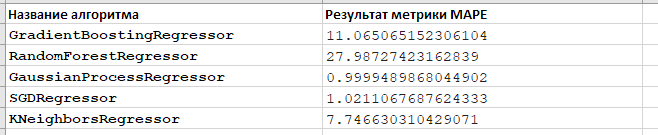 Название алгоритма Результат метрики MAPE
GradientBoostingRegressor 11.065065152306104
RandomForestRegressor 27.98727423162839
GaussianProcessRegressor 0.9999489868044902
SGDRegressor 1.0211067687624333
KNeighborsRegressor 7.746630310429071